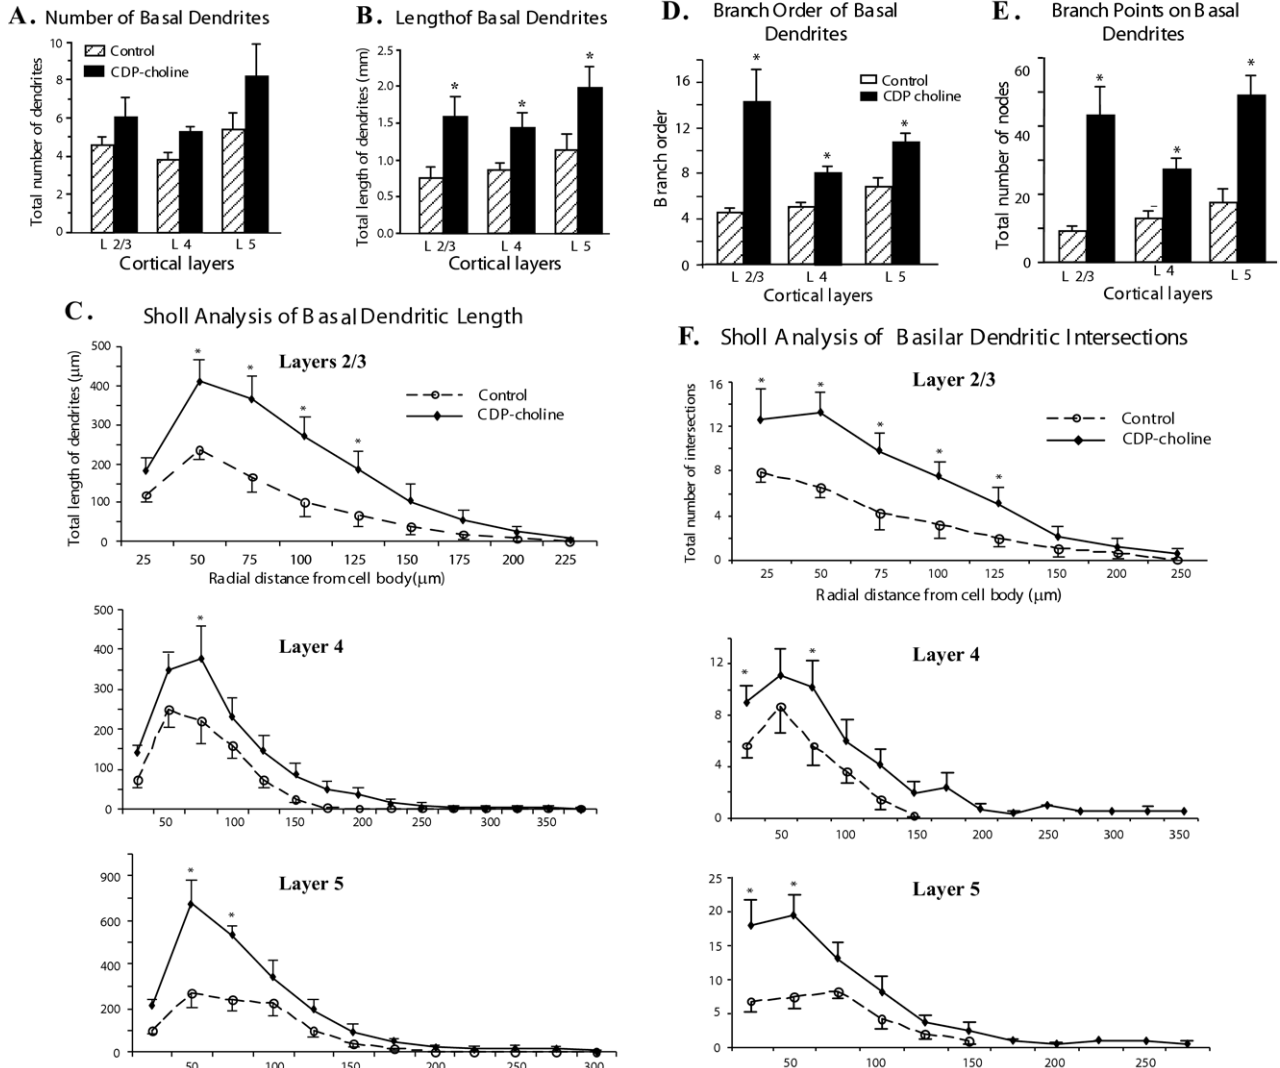 A. Number of Basal Dendrites
Total number of dendrites
10
8
6
4
2
0
Control
CDP-choline
L 2/3 L 4 L 5
Cortical layers
B. Lengthof Basal Dendrites
Total length of dendrites (mm)
2.5
2.0
1.5
1.0
0.5
0.0
* * *
L 2/3 L 4 L 5
Cortical layers
D. Branch Order of Basal
Dendrites
Branch order
16
12
8
4
0
Control
CDP choline
* * *
L 2/3 L 4 L 5
Cortical layers
E. Branch Points on Basal
Dendrites
Total number of nodes
60
40
20
0
* * *
L 2/3 L 4 L 5
Cortical layers
C. Sholl Analysis of Basal Dendritic Length
Layers 2/3
Total length of dendrites (μm)
500
400
300
200
100
0
* * * * *
Control
CDP-choline
25 50 75 100 125 150 175 200 225
Radial distance from cell body(μm)
Layer 4
500
400
300
200
100
0
*
50 100 150 200 250 300 350
Layer 5
900
600
400
200
0
* *
50 100 150 200 250 300
F. Sholl Analysis of Basilar Dendritic Intersections
Layer 2/3
Total number of intersections
16
12
8
4
0
* * * * *
Control
CDP-choline
25 50 75 100 125 150 200 250
Radial distance from cell body (μm)
Layer 4
12
8
4
0
* *
50 100 150 200 250 300 350
Layer 5
25
20
15
10
5
0
* *
50 100 150 200 250